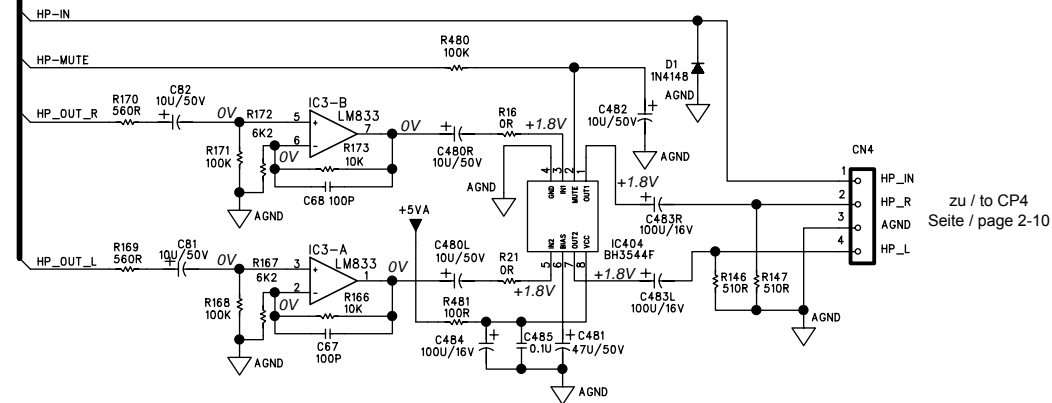 HP-IN
R480
100K
HP-MUTE
D1
1N4148
AGND
C82
10U/50V
R170
560R
HP_OUT_R
0V
R172
6K2
IC3-B
LM833
5
+
6
−
7
0V
0V
R171
100K
R173
10K
C68 100P
AGND
C480R
10U/50V
R16
0R
+1.8V
C482
10U/50V
AGND
AGND
4 3 2 1
GND IN1 MUTE OUT1
+1.8V
C483R
100U/16V
IN2 BIAS OUT2 VCC
5 6 7 8
IC404
BH3544F
CN4
1 HP_IN
2 HP_R
3 AGND
4 HP_L
zu / to CP4
Seite / page 2-10
+5VA
C81
10U/50V
R169
560R
HP_OUT_L
0V
R167
6K2
IC3-A
LM833
3
+
2
−
1
0V
0V
R168
100K
R166
10K
C67
100P
AGND
C480L
10U/50V
R21
0R
+1.8V
+1.8V
C483L
100U/16V
R481
100R
C484
100U/16V
C485
0.1U
C481
47U/50V
AGND
R146
510R
R147
510R
AGND